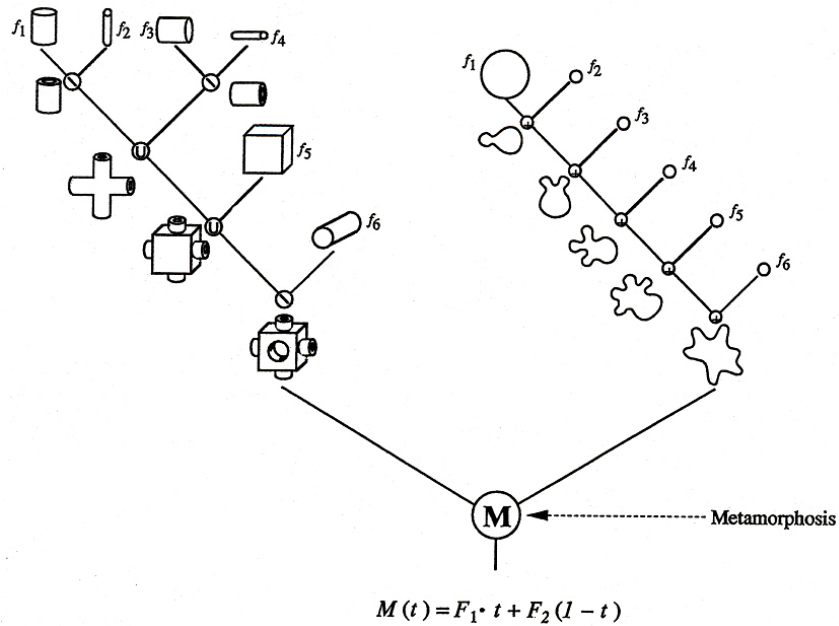 f1 f2 f3 f4
f5
f6
f1 f2
f3
f4
f5
f6
U
U
+
+
+
+
+
M
Metamorphosis
M (t) = F1· t + F2 (1 − t)